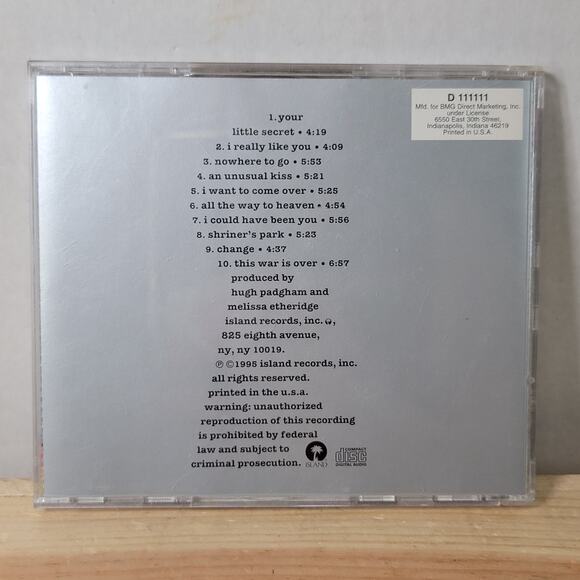 D 111111
Mfd. for BMG Direct Marketing, Inc.
under License
6550 East 30th Street,
Indianapolis, Indiana 46219
Printed in U.S.A.
1.your
little secret • 4:19
2. i really like you • 4:09
3. nowhere to go • 5:53
4. an unusual kiss • 5:21
5. i want to come over • 5:25
6. all the way to heaven • 4:54
7. i could have been you • 5:56
8. shriner's park • 5:23
9. change • 4:37
10. this war is over • 6:57
produced by
hugh padgham and
melissa etheridge
island records, inc.,
825 eighth avenue,
ny, ny 10019.
℗ ©1995 island records, inc.
all rights reserved.
printed in the u.s.a.
warning: unauthorized
reproduction of this recording
is prohibited by federal
law and subject to
criminal prosecution.
ISLAND
COMPACT
disc
DIGITAL AUDIO